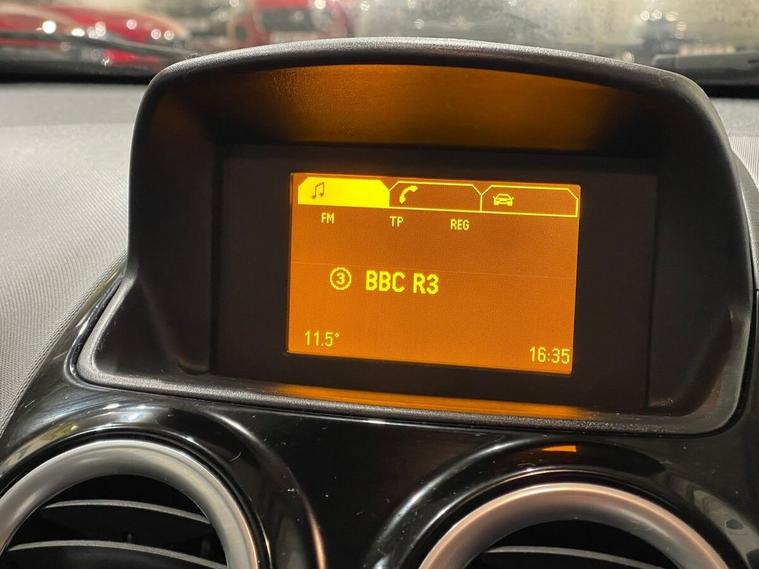 FM TP REG
3 BBC R3
11.5° 16:35